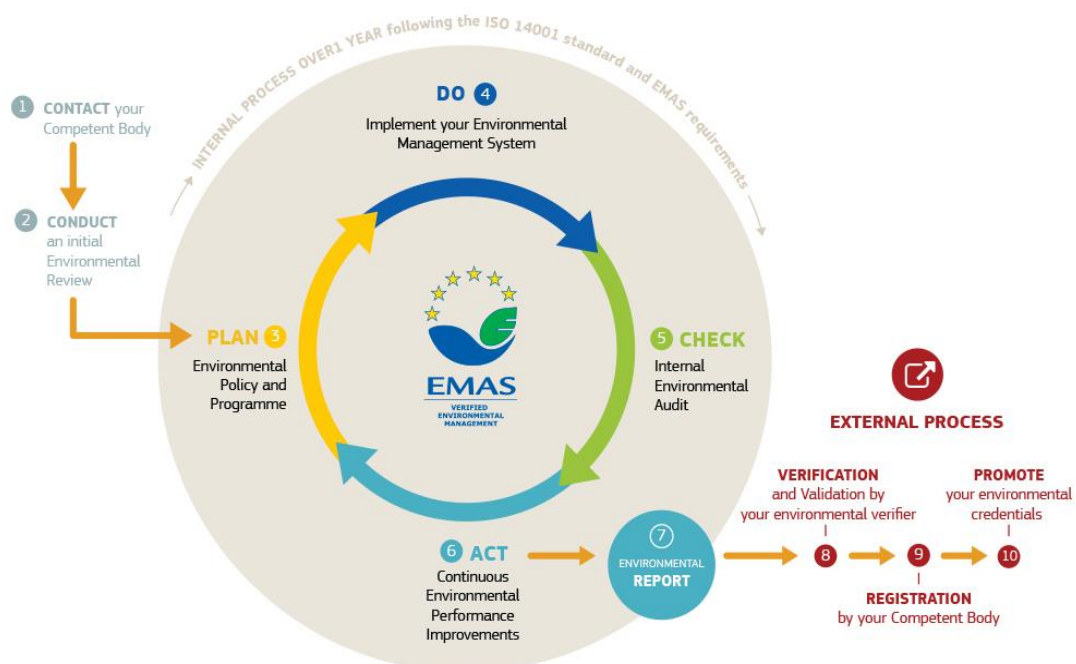 INTERNAL PROCESS OVER1 YEAR following the ISO 14001 standard and EMAS requirements
1 CONTACT your
Competent Body
2 CONDUCT
an initial
Environmental
Review
PLAN 3
Environmental
Policy and
Programme
DO 4
Implement your Environmental
Management System
5 CHECK
Internal
Environmental
Audit
EMAS
VERIFIED
ENVIRONMENTAL
MANAGEMENT
6 ACT
Continuous
Environmental
Performance
Improvements
7
ENVIRONMENTAL
REPORT
EXTERNAL PROCESS
VERIFICATION
and Validation by
your environmental verifier
8
9
REGISTRATION
by your Competent Body
PROMOTE
your environmental
credentials
10